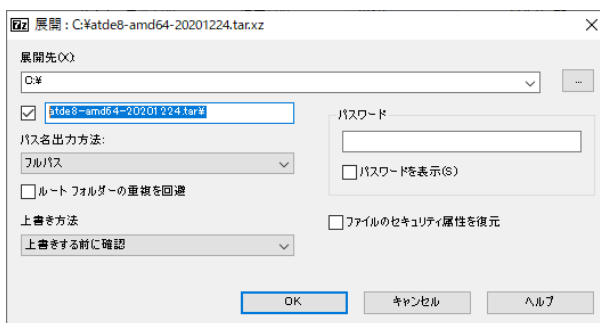 7z 展開 : C:¥atde8-amd64-20201224.tar.xz
展開先(X):
C:¥
...
atde8-amd64-20201224.tar¥
パス名出力方法:
フルパス
ルート フォルダーの重複を回避
上書き方法
上書きする前に確認
パスワード
パスワードを表示(S)
ファイルのセキュリティ属性を復元
OK
キャンセル
ヘルプ